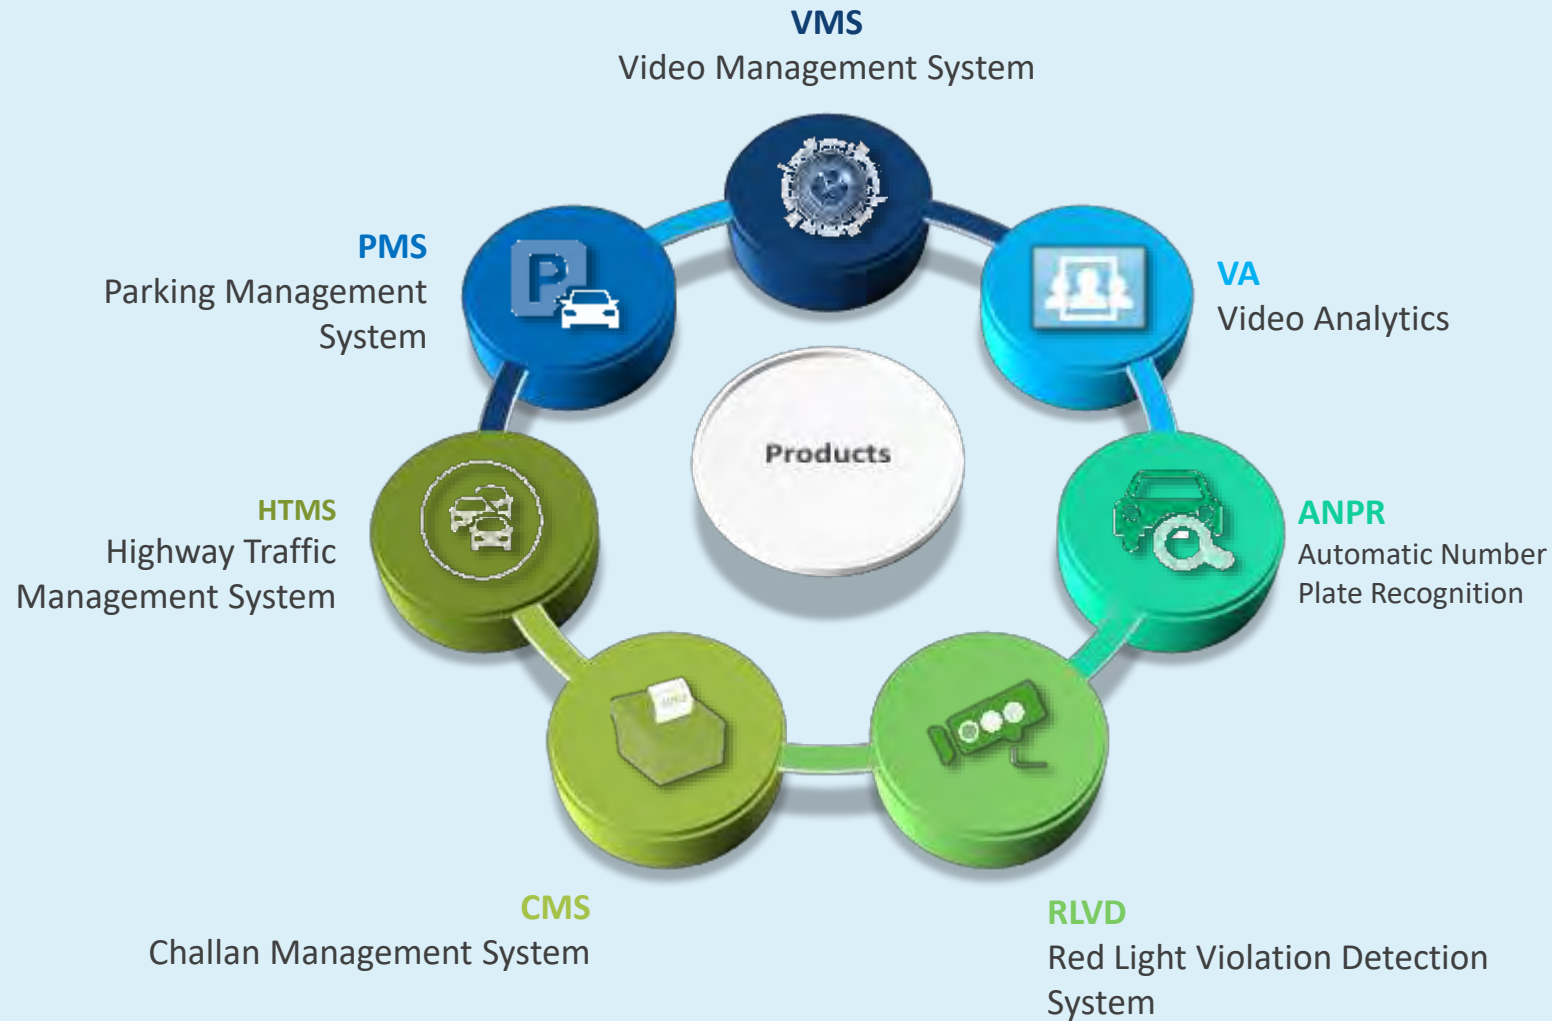 VMS
Video Management System
PMS
Parking Management
System
VA
Video Analytics
Products
HTMS
Highway Traffic
Management System
ANPR
Automatic Number
Plate Recognition
CMS
Challan Management System
RLVD
Red Light Violation Detection
System
P